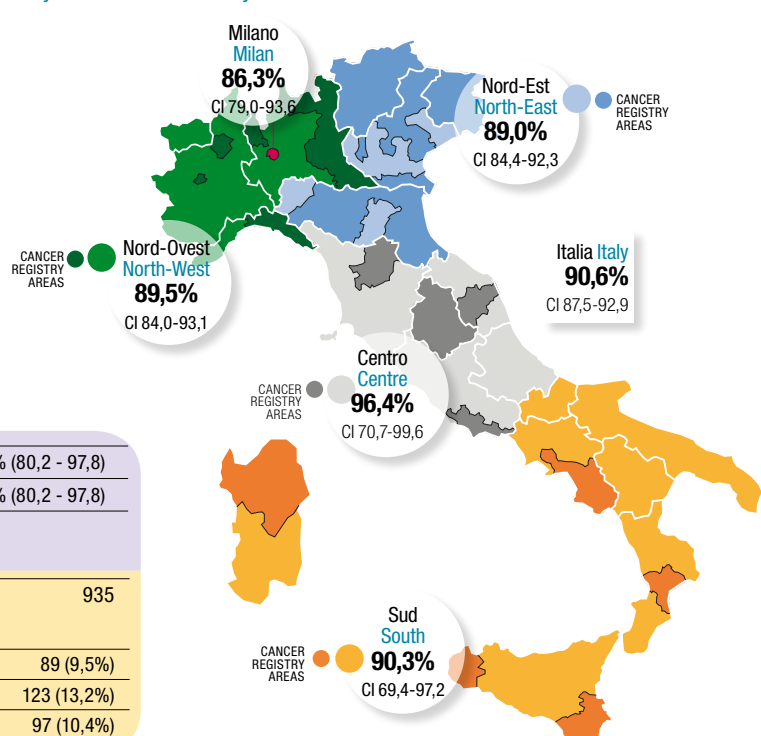 Milano
Milan
86,3%
CI 79,0-93,6
Nord-Est
North-East
89,0%
CI 84,4-92,3
CANCER
REGISTRY
AREAS
CANCER
REGISTRY
AREAS
Nord-Ovest
North-West
89,5%
CI 84,0-93,1
Italia Italy
90,6%
CI 87,5-92,9
CANCER
REGISTRY
AREAS
Centro
Centre
96,4%
CI 70,7-99,6
% (80,2 - 97,8)
% (80,2 - 97,8)
935
89 (9,5%)
123 (13,2%)
97 (10,4%)
CANCER
REGISTRY
AREAS
Sud
South
90,3%
CI 69,4-97,2